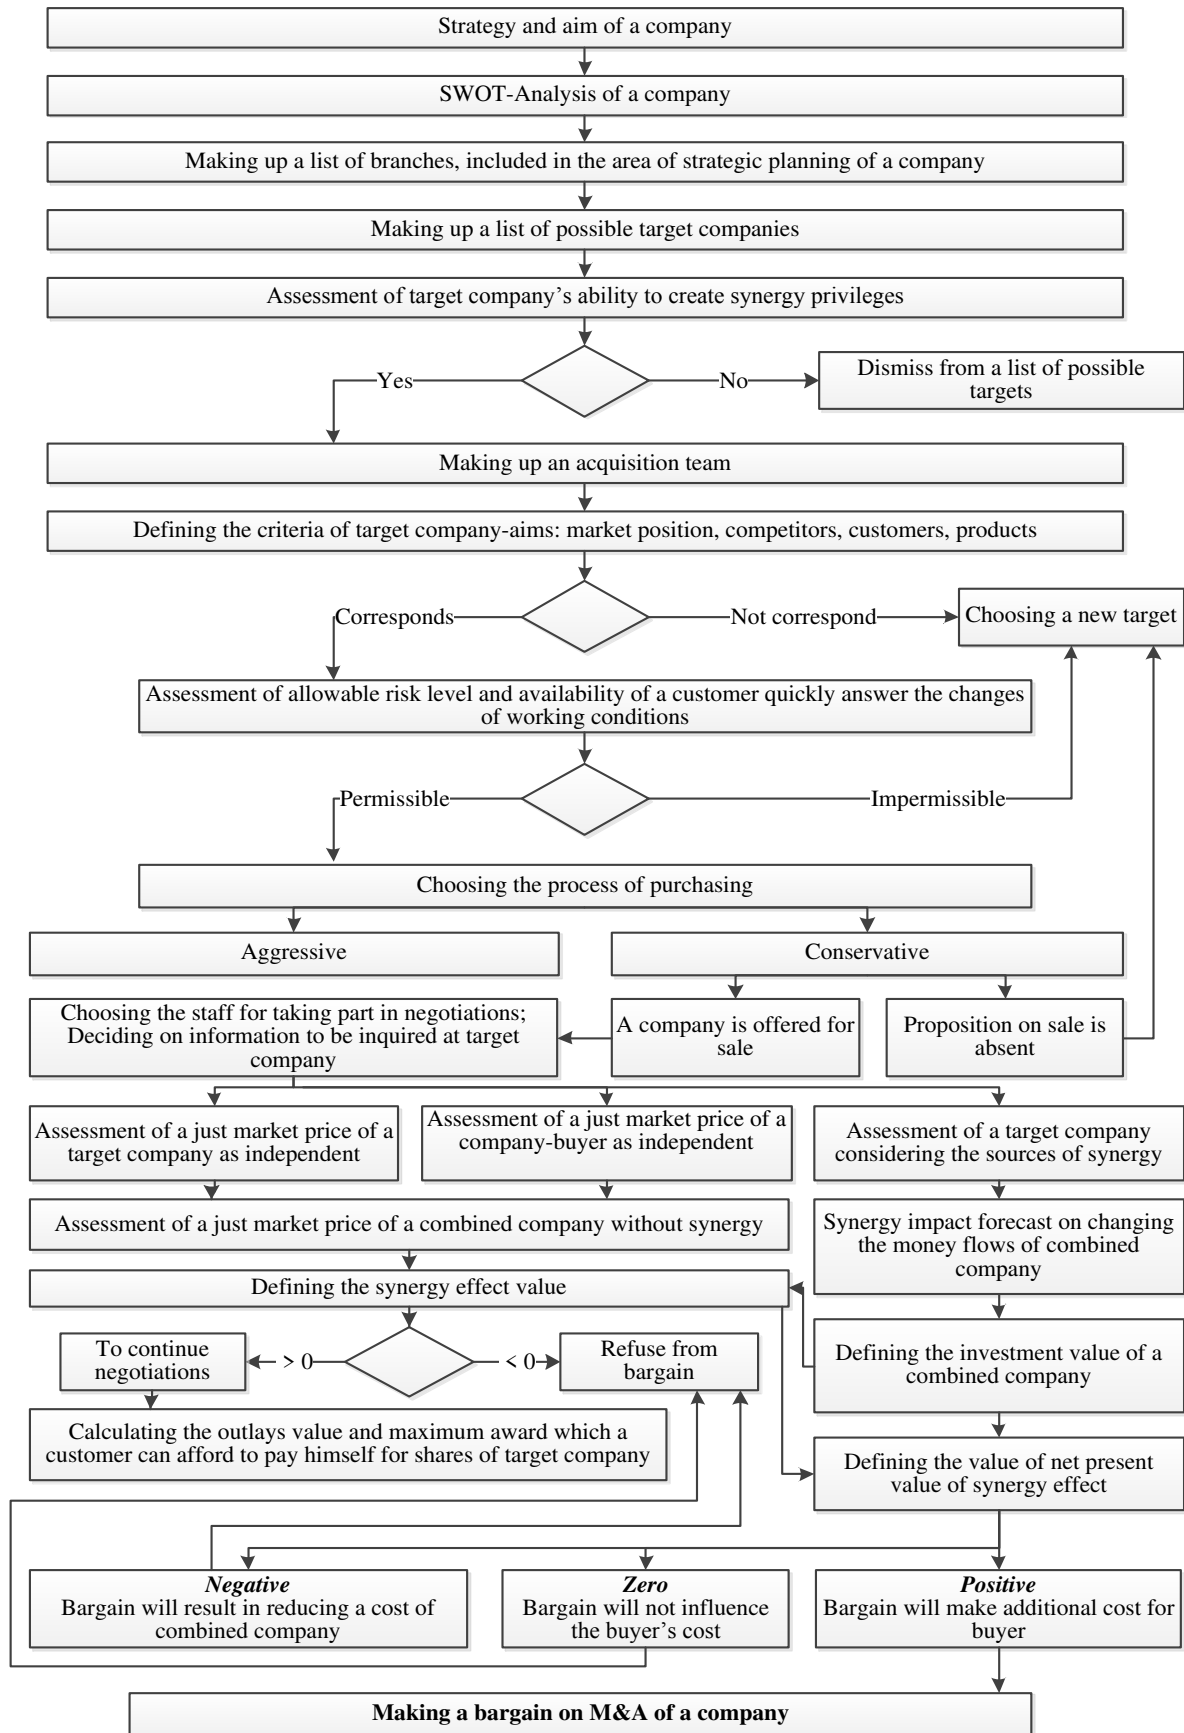 Strategy and aim of a company
SWOT-Analysis of a company
Making up a list of branches, included in the area of strategic planning of a company
Making up a list of possible target companies
Assessment of target company’s ability to create synergy privileges
Yes
No
Dismiss from a list of possible
targets
Making up an acquisition team
Defining the criteria of target company-aims: market position, competitors, customers, products
Corresponds
Not correspond
Choosing a new target
Assessment of allowable risk level and availability of a customer quickly answer the changes
of working conditions
Permissible
Impermissible
Choosing the process of purchasing
Aggressive
Conservative
Choosing the staff for taking part in negotiations;
Deciding on information to be inquired at target
company
A company is offered for
sale
Proposition on sale is
absent
Assessment of a just market price of a
target company as independent
Assessment of a just market price of a
company-buyer as independent
Assessment of a target company
considering the sources of synergy
Assessment of a just market price of a combined company without synergy
Synergy impact forecast on changing
the money flows of combined
company
Defining the synergy effect value
To continue
negotiations
> 0
< 0
Refuse from
bargain
Defining the investment value of a
combined company
Calculating the outlays value and maximum award which a
customer can afford to pay himself for shares of target company
Defining the value of net present
value of synergy effect
Negative
Bargain will result in reducing a cost of
combined company
Zero
Bargain will not influence
the buyer’s cost
Positive
Bargain will make additional cost for
buyer
Making a bargain on M&A of a company